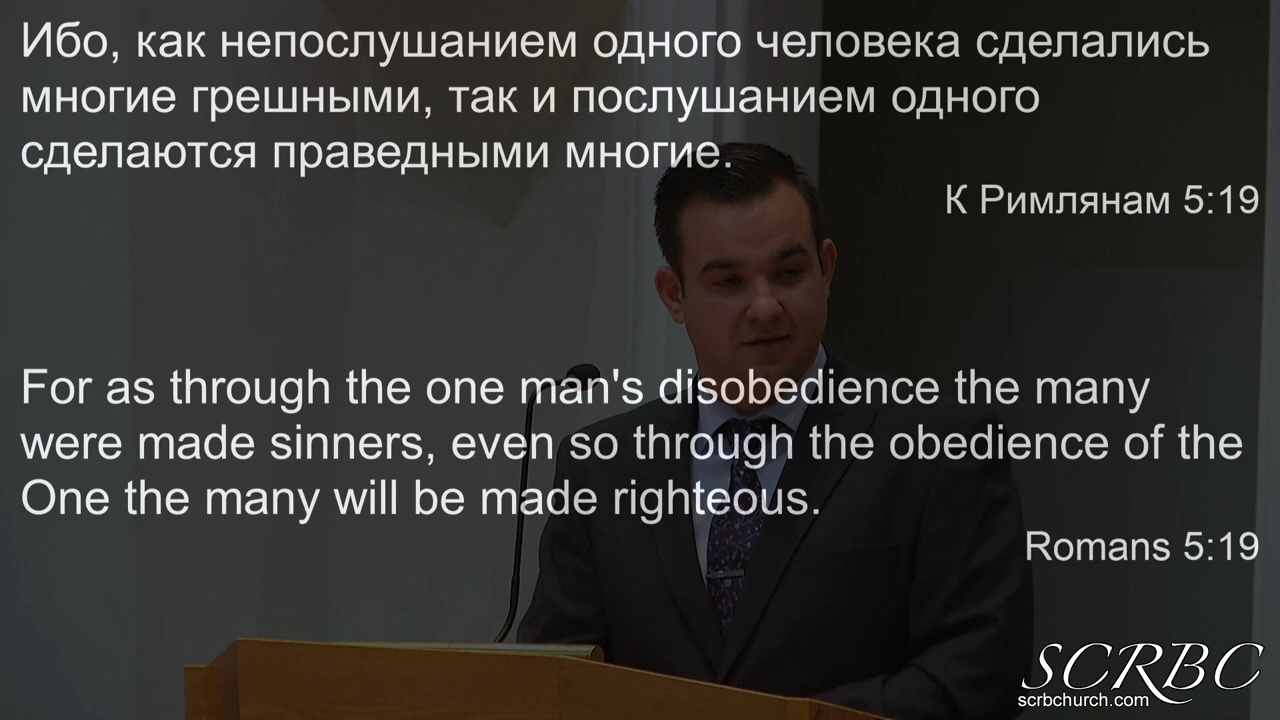 Ибо, как непослушанием одного человека сделались
многие грешными, так и послушанием одного
сделаются праведными многие.
К Римлянам 5:19
For as through the one man's disobedience the many
were made sinners, even so through the obedience of the
One the many will be made righteous.
Romans 5:19
SCRBC
scrbchurch.com